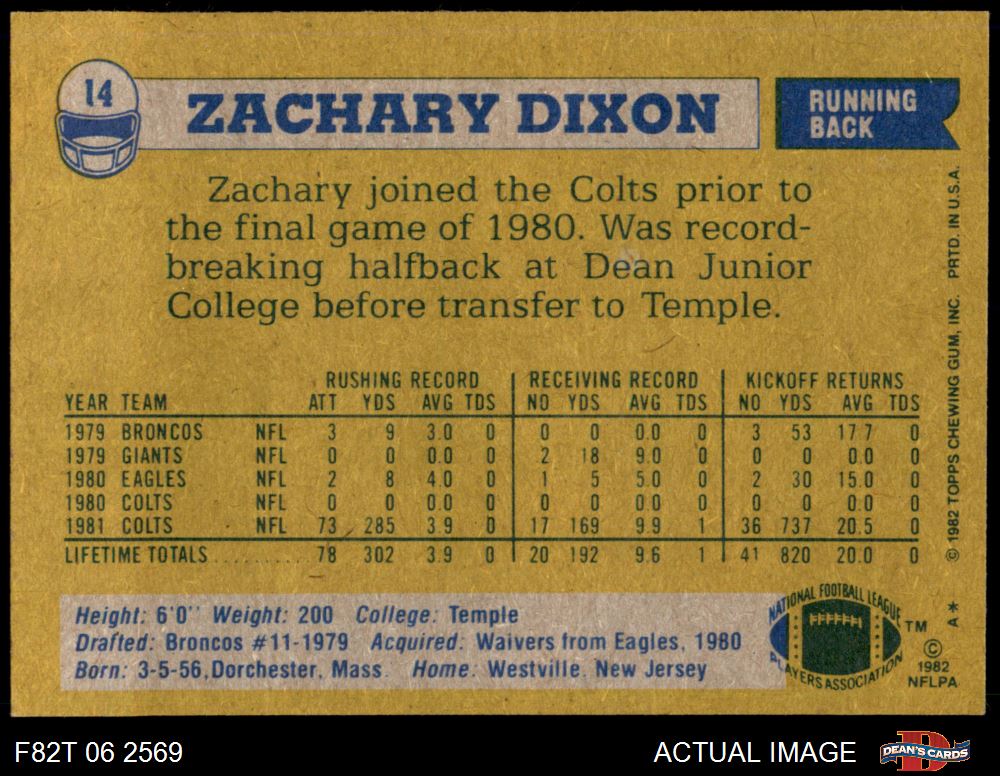 14
ZACHARY DIXON
RUNNING
BACK
Zachary joined the Colts prior to
the final game of 1980. Was record-
breaking halfback at Dean Junior
College before transfer to Temple.
RUSHING RECORD RECEIVING RECORD KICKOFF RETURNS
YEAR TEAM ATT YDS AVG TDS NO YDS AVG TDS NO YDS AVG TDS
1979 BRONCOS NFL 3 9 3.0 0 0 0 0.0 0 3 53 17.7 0
1979 GIANTS NFL 0 0 0.0 0 2 18 9.0 0 0 0 0.0 0
1980 EAGLES NFL 2 8 4.0 0 1 5 5.0 0 2 30 15.0 0
1980 COLTS NFL 0 0 0.0 0 0 0 0.0 0 0 0 0.0 0
1981 COLTS NFL 73 285 3.9 0 17 169 9.9 1 36 737 20.5 0
LIFETIME TOTALS .......... 78 302 3.9 0 20 192 9.6 1 41 820 20.0 0
Height: 6'0" Weight: 200 College: Temple
Drafted: Broncos #11-1979 Acquired: Waivers from Eagles, 1980
Born: 3-5-56, Dorchester, Mass. Home: Westville, New Jersey
NATIONAL FOOTBALL LEAGUE
PLAYERS ASSOCIATION
TM
©
1982
NFLPA
A*
© 1982 TOPPS CHEWING GUM, INC. PRTD. IN U.S.A.
F82T 06 2569
ACTUAL IMAGE
DEAN'S CARDS